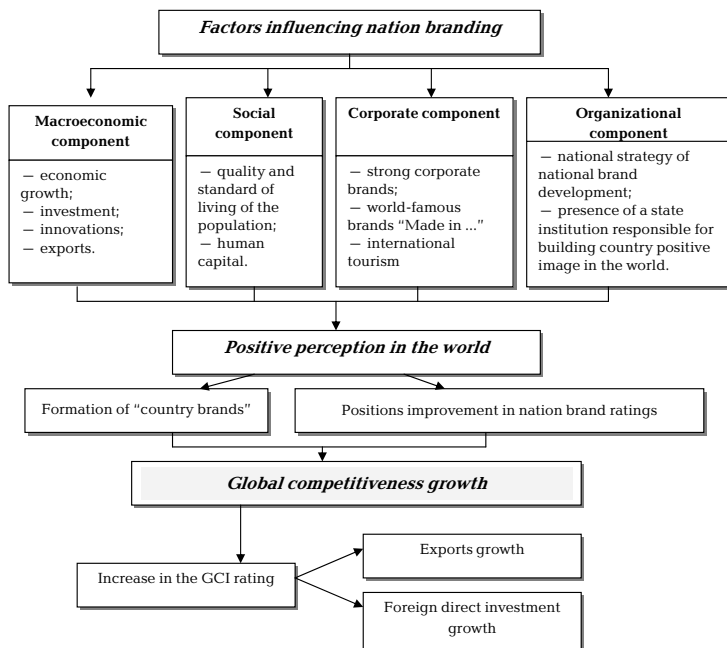 Factors influencing nation branding
Macroeconomic
component
— economic
growth;
— investment;
— innovations;
— exports.
Social
component
— quality and
standard of
living of the
population;
— human
capital.
Corporate component
— strong corporate
brands;
— world-famous
brands “Made in ...”
— international
tourism
Organizational
component
— national strategy of
national brand
development;
— presence of a state
institution responsible for
building country positive
image in the world.
Positive perception in the world
Formation of “country brands”
Positions improvement in nation brand ratings
Global competitiveness growth
Increase in the GCI rating
Exports growth
Foreign direct investment
growth